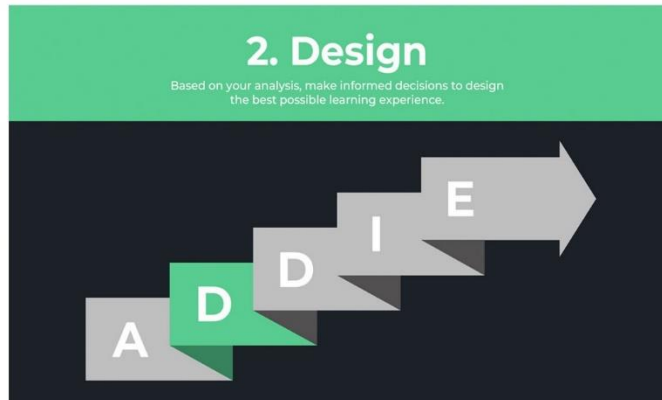 2. Design
Based on your analysis, make informed decisions to design
the best possible learning experience.
A
D
D
I
E